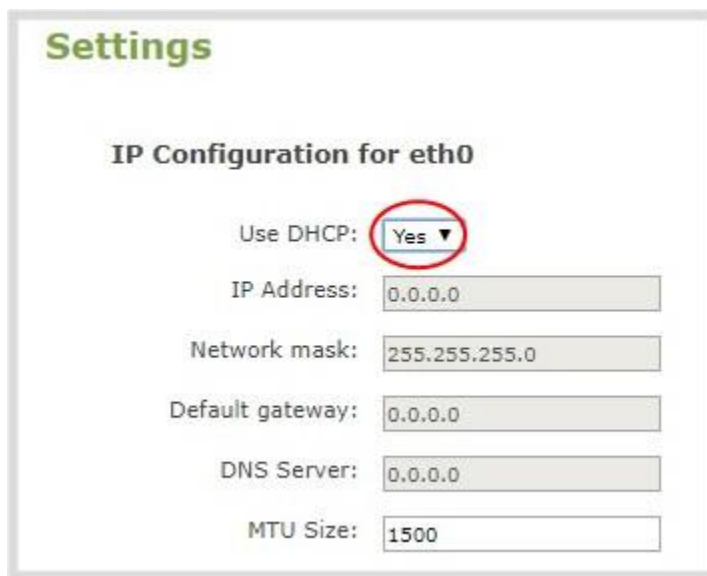 Settings
IP Configuration for eth0
Use DHCP: Yes ▼
IP Address: 0.0.0.0
Network mask: 255.255.255.0
Default gateway: 0.0.0.0
DNS Server: 0.0.0.0
MTU Size: 1500